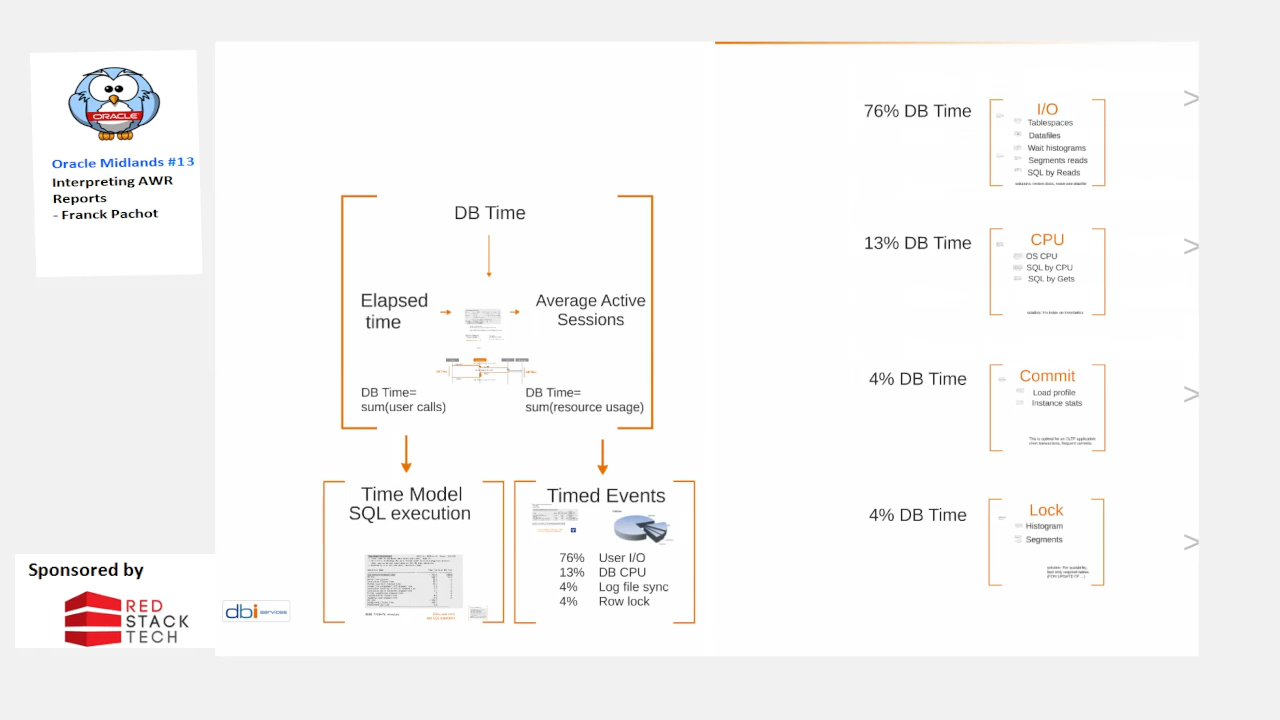 ORACLE
Oracle Midlands #13
Interpreting AWR
Reports
- Franck Pachot
Sponsored by
RED
STACK
TECH
dbi services
DB Time
Elapsed
time
Average Active
Sessions
DB Time=
sum(user calls)
DB Time=
sum(resource usage)
Time Model
SQL execution
Timed Events
76% User I/O
13% DB CPU
4% Log file sync
4% Row lock
76% DB Time
I/O
Tablespaces
Datafiles
Wait histograms
Segments reads
SQL by Reads
>
13% DB Time
CPU
OS CPU
SQL by CPU
SQL by Gets
>
4% DB Time
Commit
Load profile
Instance stats
>
4% DB Time
Lock
Histogram
Segments
>